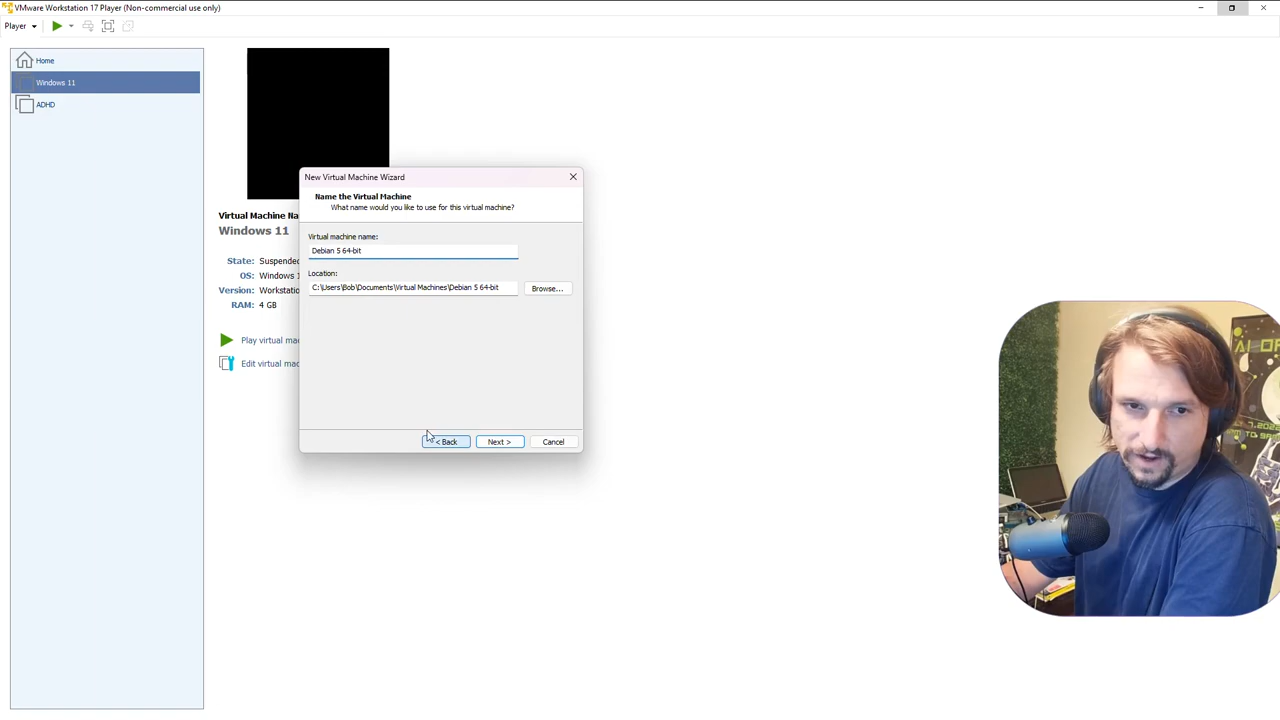 VMware Workstation 17 Player (Non-commercial use only)
Player
Home
Windows 11
ADHD
New Virtual Machine Wizard
Name the Virtual Machine
What name would you like to use for this virtual machine?
Virtual machine name:
Debian 5 64-bit
Location:
C:\Users\Bob\Documents\Virtual Machines\Debian 5 64-bit
Browse...
< Back
Next >
Cancel
Virtual Machine Na
Windows 11
State: Suspended
OS: Windows 1
Version: Workstatio
RAM: 4 GB
Play virtual mac
Edit virtual mac